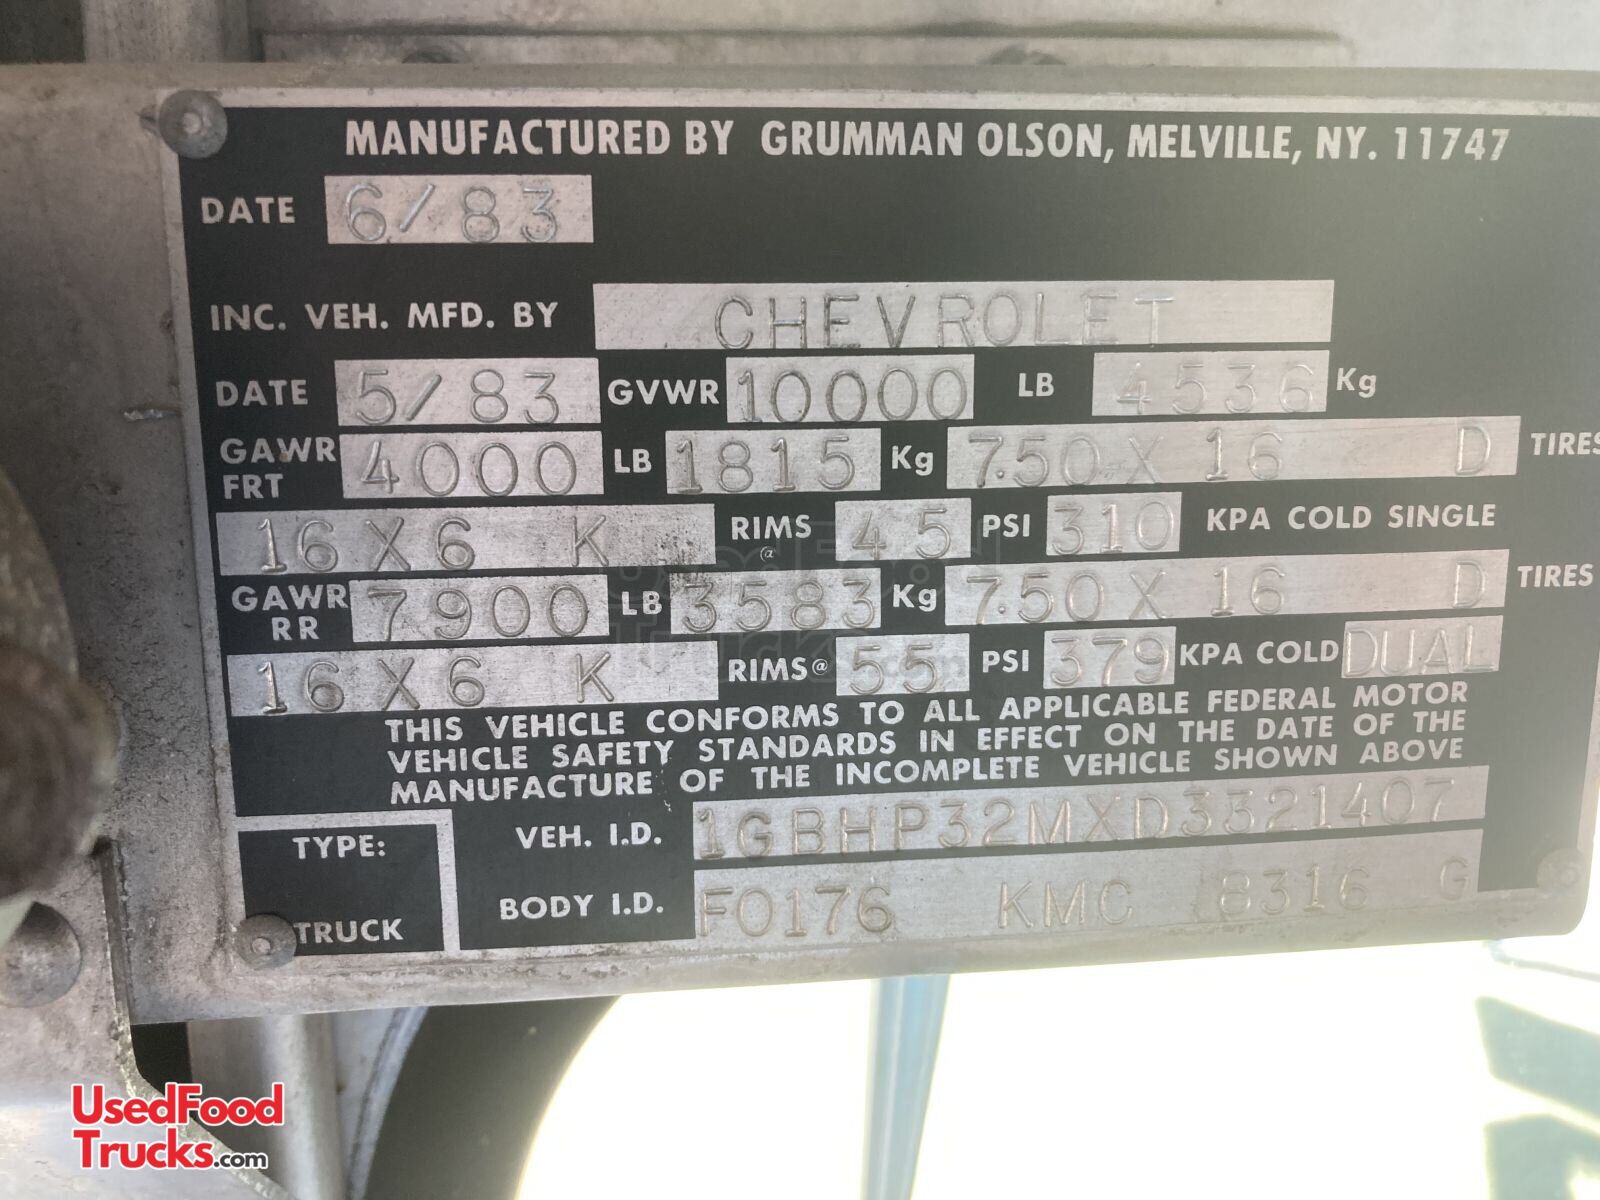 MANUFACTURED BY GRUMMAN OLSON, MELVILLE, NY. 11747
DATE 6/83
INC. VEH. MFD. BY CHEVROLET
DATE 5/83 GVWR 10000 LB 4536 Kg
GAWR FRT 4000 LB 1815 Kg 7.50 X 16 D TIRES
16 X 6 K RIMS @ 45 PSI 310 KPA COLD SINGLE
GAWR RR 7900 LB 3583 Kg 7.50 X 16 D TIRES
16 X 6 K RIMS @ 55 PSI 379 KPA COLD DUAL
THIS VEHICLE CONFORMS TO ALL APPLICABLE FEDERAL MOTOR
VEHICLE SAFETY STANDARDS IN EFFECT ON THE DATE OF THE
MANUFACTURE OF THE INCOMPLETE VEHICLE SHOWN ABOVE
TYPE: TRUCK
VEH. I.D. 1GBHP32MXD3321407
BODY I.D. F0176 KMC 8316 G
UsedFood
Trucks.com